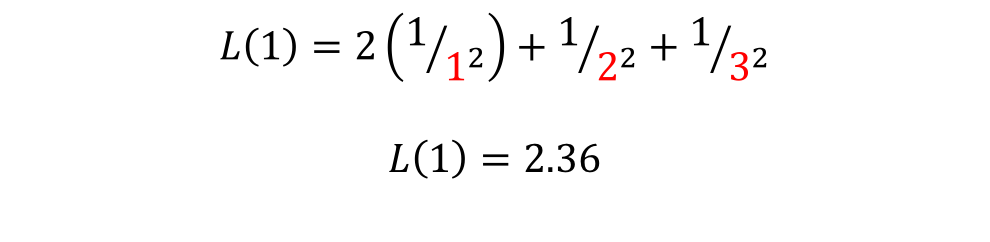 L(1) = 2(1/1²) + 1/2² + 1/3²
L(1) = 2.36